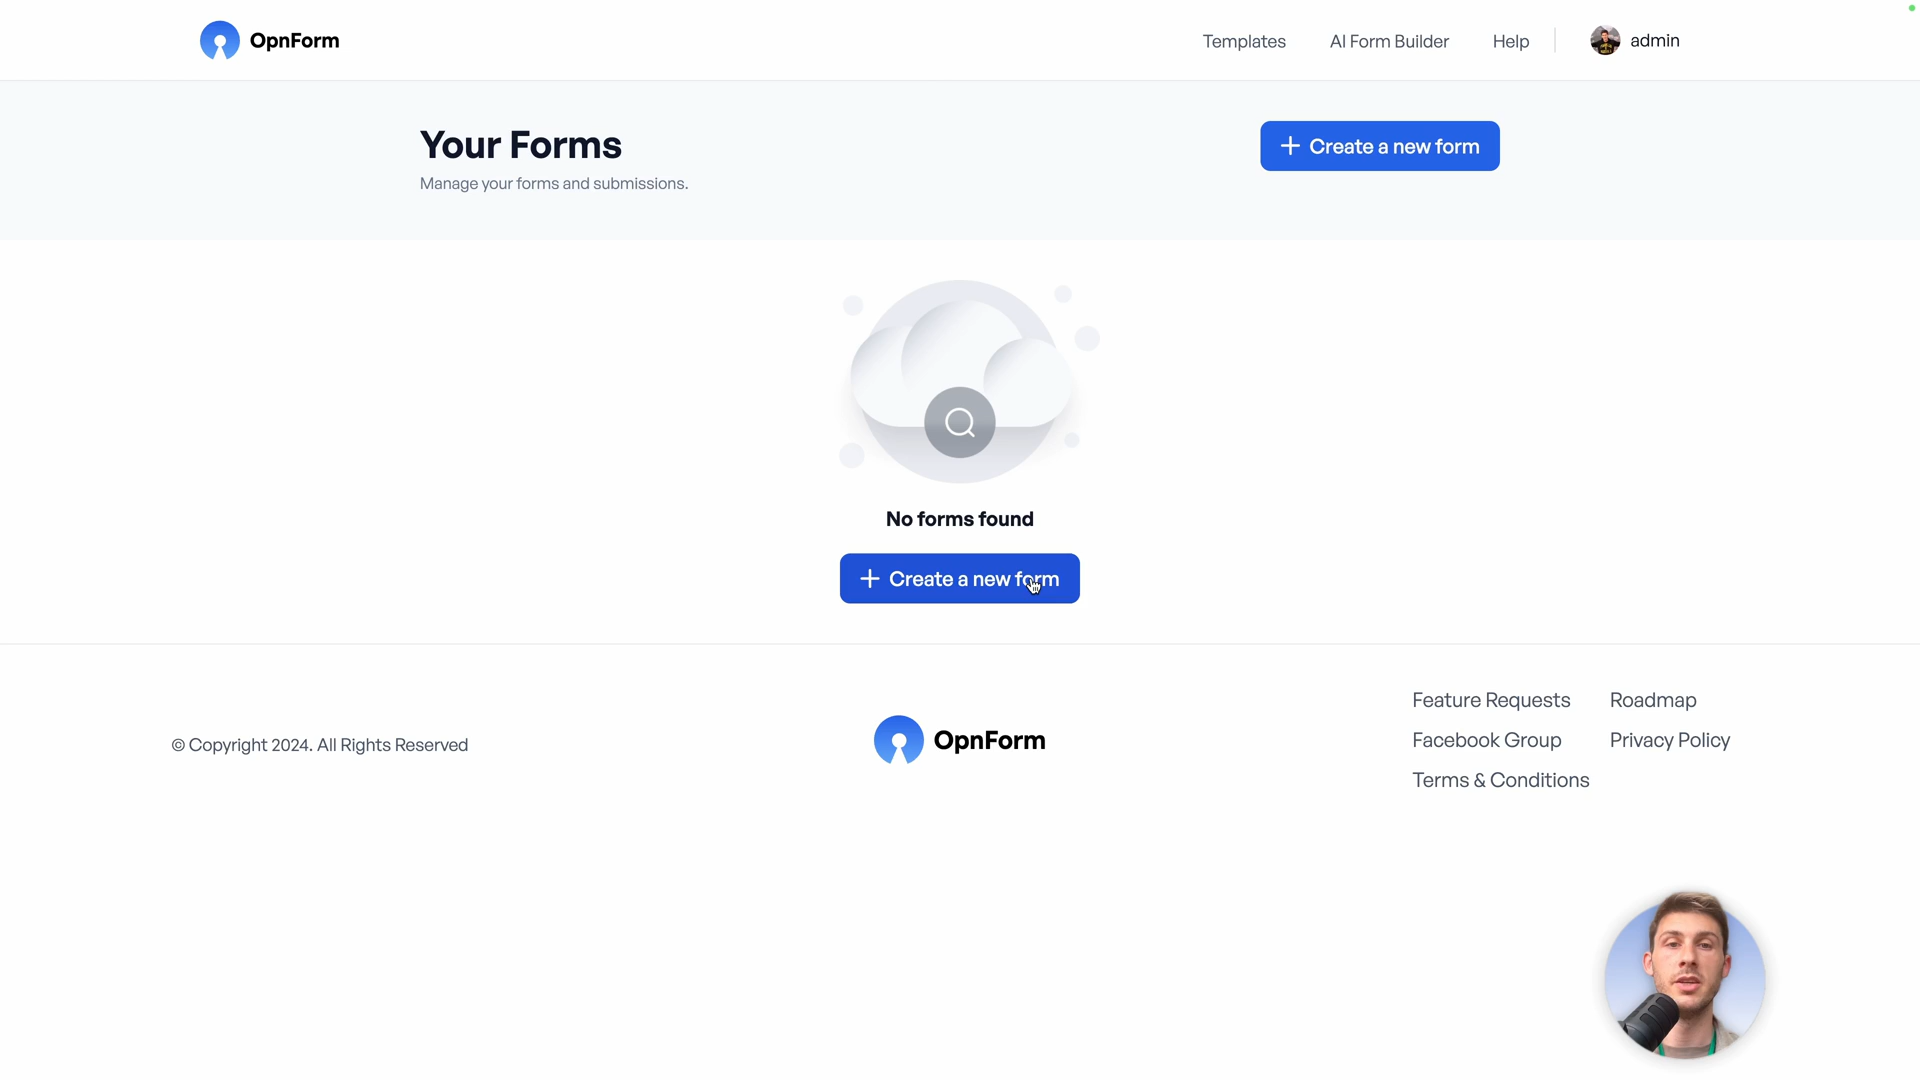 OpnForm
Templates
AI Form Builder
Help
admin
Your Forms
Manage your forms and submissions.
Create a new form
No forms found
Create a new form
© Copyright 2024. All Rights Reserved
OpnForm
Feature Requests
Roadmap
Facebook Group
Privacy Policy
Terms & Conditions